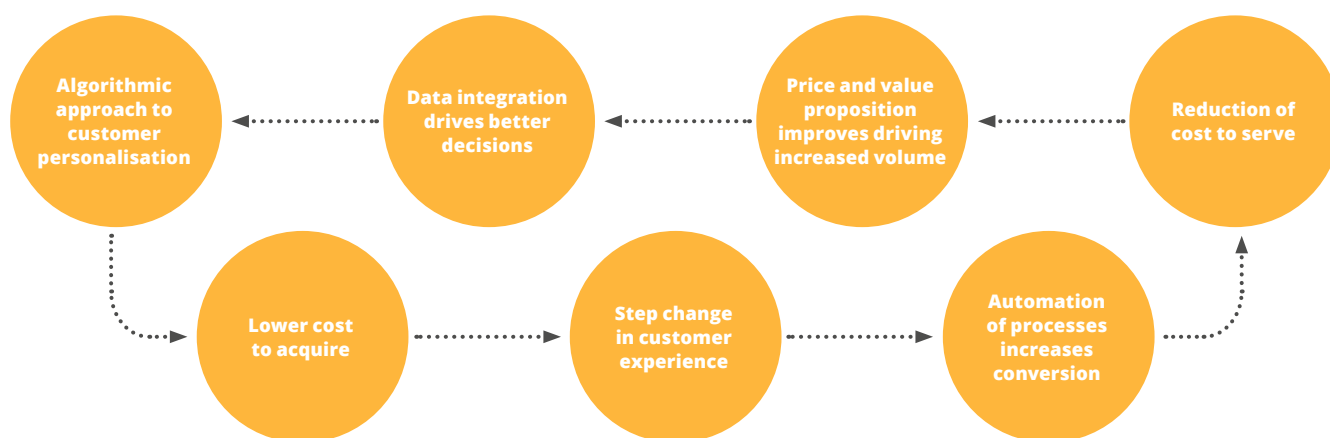 Algorithmic
approach to
customer
personalisation
Data integration
drives better
decisions
Price and value
proposition
improves driving
increased volume
Reduction of
cost to serve
Lower cost
to acquire
Step change
in customer
experience
Automation
of processes
increases
conversion